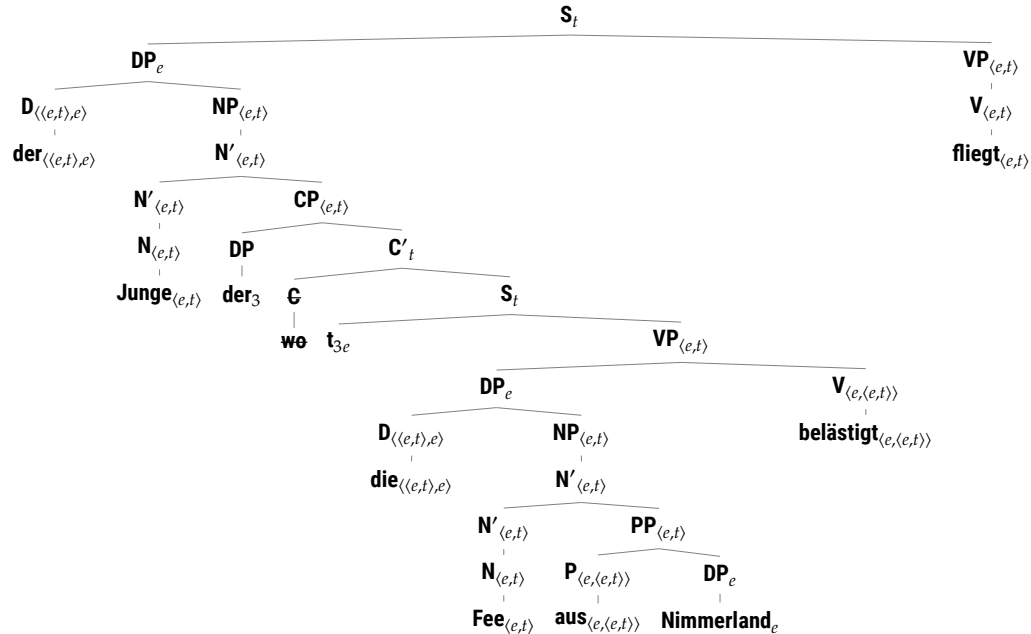 S_t
DP_e VP_⟨e,t⟩
D_⟨⟨e,t⟩,e⟩ NP_⟨e,t⟩ V_⟨e,t⟩
der_⟨⟨e,t⟩,e⟩ N′_⟨e,t⟩ fliegt_⟨e,t⟩
N′_⟨e,t⟩ CP_⟨e,t⟩
N_⟨e,t⟩ DP C′_t
Junge_⟨e,t⟩ der_3 C S_t
wo t_3e VP_⟨e,t⟩
DP_e V_⟨e,⟨e,t⟩⟩
D_⟨⟨e,t⟩,e⟩ NP_⟨e,t⟩ belästigt_⟨e,⟨e,t⟩⟩
die_⟨⟨e,t⟩,e⟩ N′_⟨e,t⟩
N′_⟨e,t⟩ PP_⟨e,t⟩
N_⟨e,t⟩ P_⟨e,⟨e,t⟩⟩ DP_e
Fee_⟨e,t⟩ aus_⟨e,⟨e,t⟩⟩ Nimmerland_e